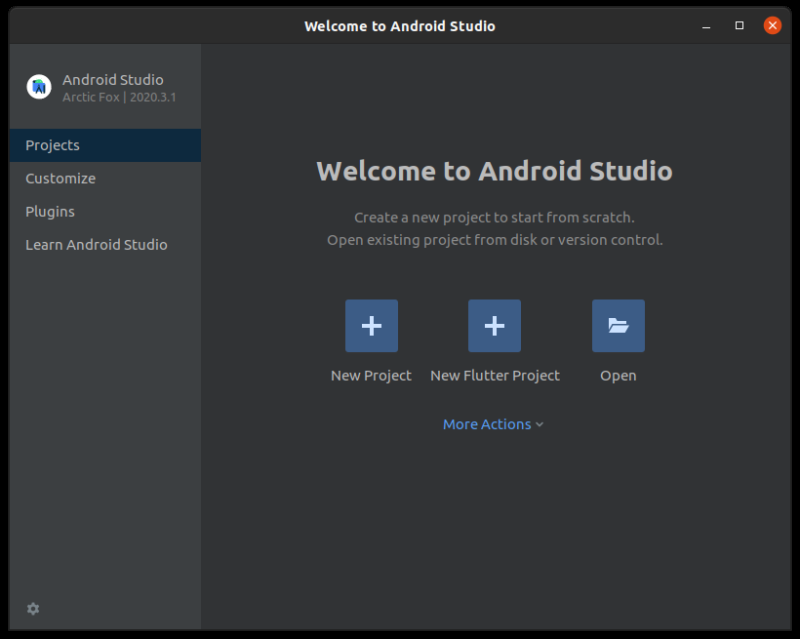 Welcome to Android Studio
Android Studio
Arctic Fox | 2020.3.1
Projects
Customize
Plugins
Learn Android Studio
Welcome to Android Studio
Create a new project to start from scratch.
Open existing project from disk or version control.
New Project
New Flutter Project
Open
More Actions